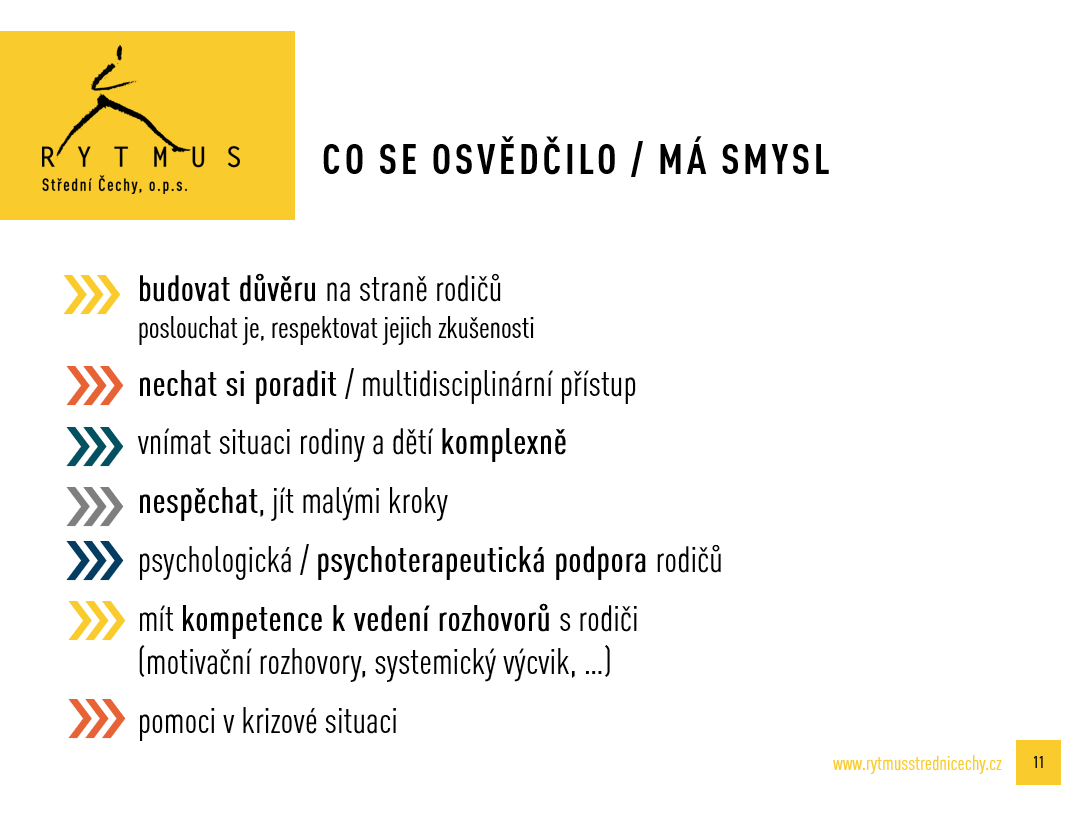 RYTMUS
Střední Čechy, o.p.s.
CO SE OSVĚDČILO / MÁ SMYSL
budovat důvěru na straně rodičů
poslouchat je, respektovat jejich zkušenosti
nechat si poradit / multidisciplinární přístup
vnímat situaci rodiny a dětí komplexně
nespěchat, jít malými kroky
psychologická / psychoterapeutická podpora rodičů
mít kompetence k vedení rozhovorů s rodiči
(motivační rozhovory, systemický výcvik, ...)
pomoci v krizové situaci
www.rytmusstrednicechy.cz
11